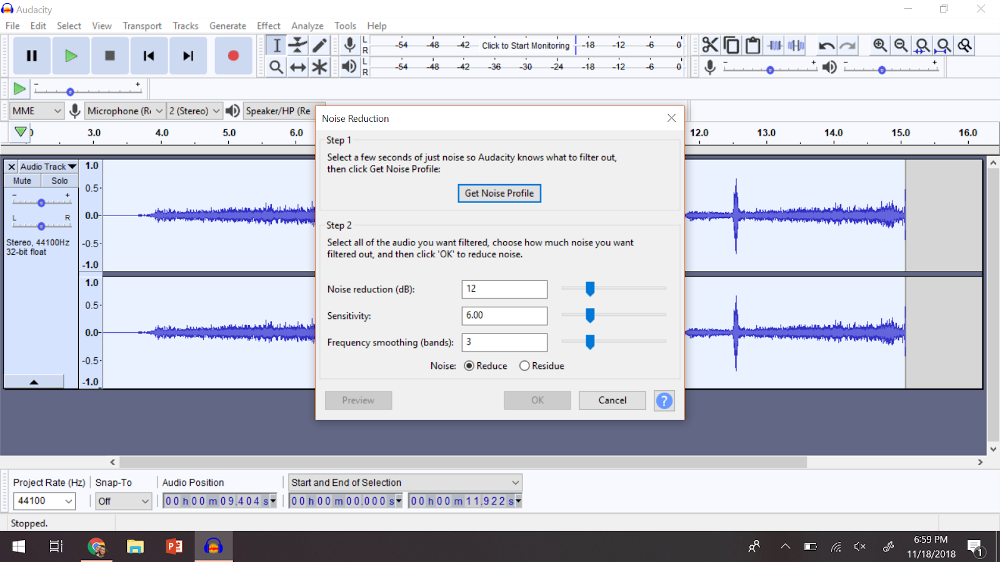 Audacity
File Edit Select View Transport Tracks Generate Effect Analyze Tools Help
L
R
-54 -48 -42 Click to Start Monitoring -18 -12 -6 0
L
R
-54 -48 -42 -36 -30 -24 -18 -12 -6 0
- +
- +
- +
MME Microphone (R 2 (Stereo) Speaker/HP (Re
3.0 4.0 5.0 6.0 12.0 13.0 14.0 15.0 16.0
Audio Track
Mute Solo
- +
L R
Stereo, 44100Hz
32-bit float
1.0
0.5
0.0
-0.5
-1.0
1.0
0.5
0.0
-0.5
-1.0
Noise Reduction
Step 1
Select a few seconds of just noise so Audacity knows what to filter out,
then click Get Noise Profile:
Get Noise Profile
Step 2
Select all of the audio you want filtered, choose how much noise you want
filtered out, and then click 'OK' to reduce noise.
Noise reduction (dB): 12
Sensitivity: 6.00
Frequency smoothing (bands): 3
Noise: Reduce Residue
Preview OK Cancel ?
Project Rate (Hz) Snap-To Audio Position Start and End of Selection
44100 Off 00 h 00 m 09.404 s 00 h 00 m 00.000 s 00 h 00 m 11.922 s
Stopped.
6:59 PM
11/18/2018
1